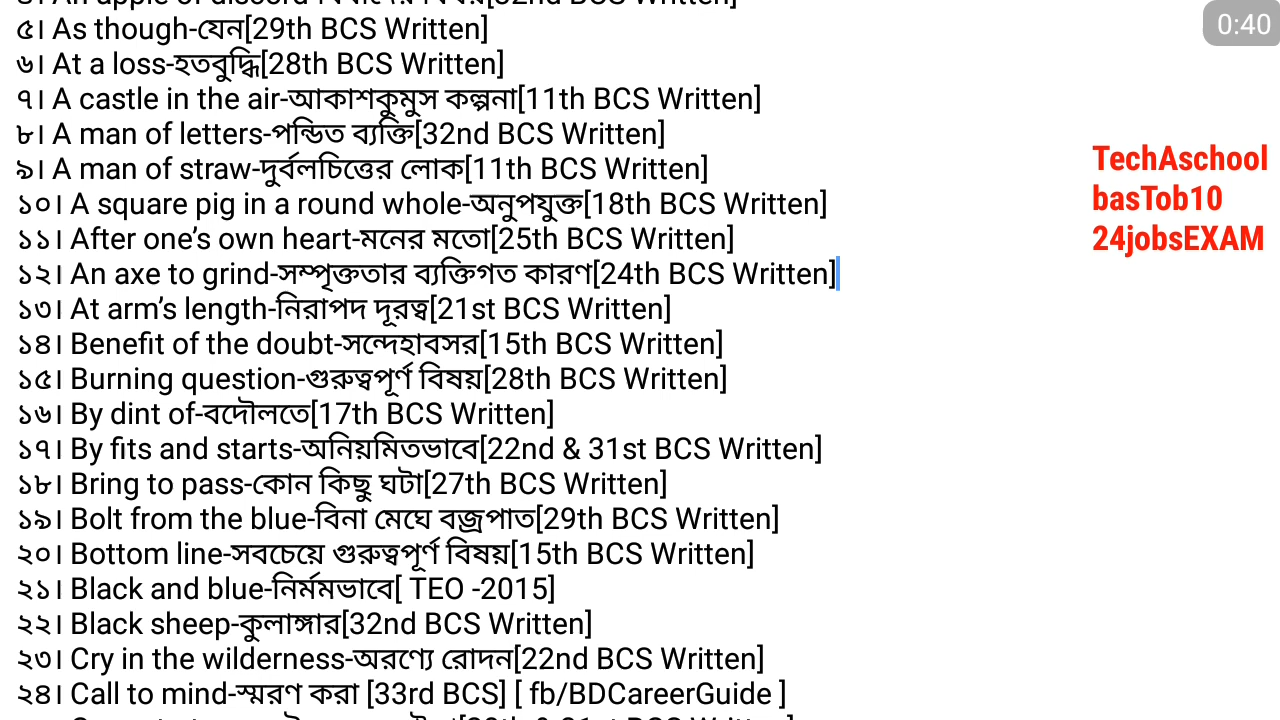 ৪। An apple of discord-বিবাদের বিষয়[32nd BCS Written]
৫। As though-যেন[29th BCS Written]
৬। At a loss-হতবুদ্ধি[28th BCS Written]
৭। A castle in the air-আকাশকুমুস কল্পনা[11th BCS Written]
৮। A man of letters-পন্ডিত ব্যক্তি[32nd BCS Written]
৯। A man of straw-দুর্বলচিত্তের লোক[11th BCS Written]
১০। A square pig in a round whole-অনুপযুক্ত[18th BCS Written]
১১। After one’s own heart-মনের মতো[25th BCS Written]
১২। An axe to grind-সম্পৃক্ততার ব্যক্তিগত কারণ[24th BCS Written]
১৩। At arm’s length-নিরাপদ দূরত্ব[21st BCS Written]
১৪। Benefit of the doubt-সন্দেহাবসর[15th BCS Written]
১৫। Burning question-গুরুত্বপূর্ণ বিষয়[28th BCS Written]
১৬। By dint of-বদৌলতে[17th BCS Written]
১৭। By fits and starts-অনিয়মিতভাবে[22nd & 31st BCS Written]
১৮। Bring to pass-কোন কিছু ঘটা[27th BCS Written]
১৯। Bolt from the blue-বিনা মেঘে বজ্রপাত[29th BCS Written]
২০। Bottom line-সবচেয়ে গুরুত্বপূর্ণ বিষয়[15th BCS Written]
২১। Black and blue-নির্মমভাবে[ TEO -2015]
২২। Black sheep-কুলাঙ্গার[32nd BCS Written]
২৩। Cry in the wilderness-অরণ্যে রোদন[22nd BCS Written]
২৪। Call to mind-স্মরণ করা [33rd BCS] [ fb/BDCareerGuide ]
0:40
TechAschool
basTob10
24jobsEXAM